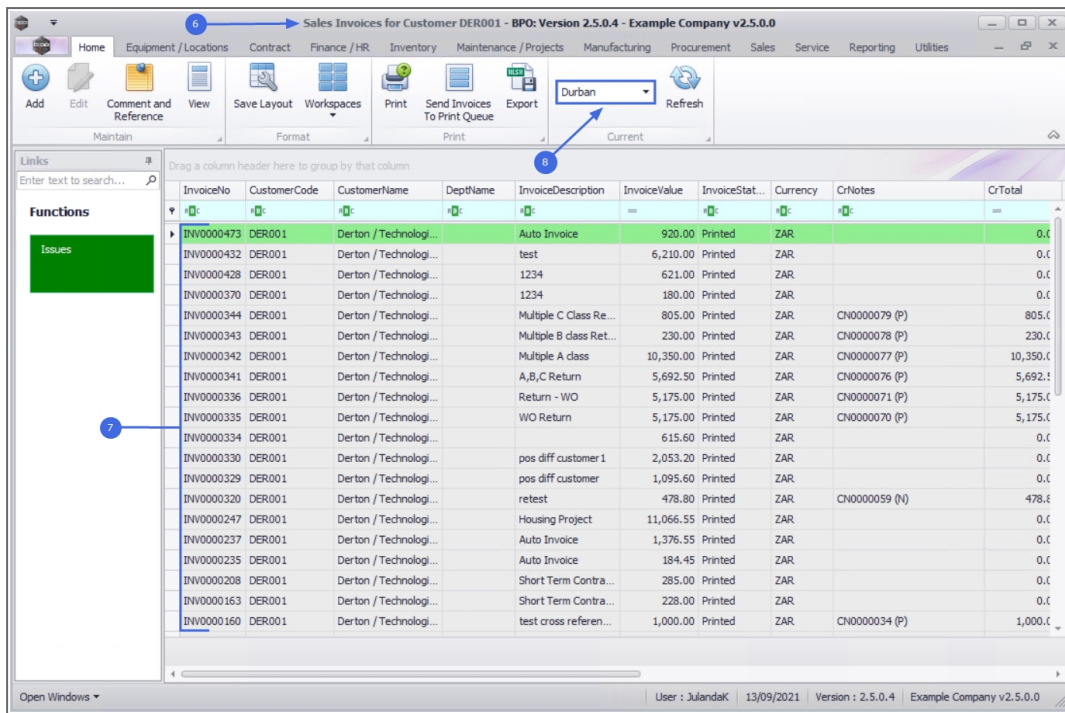 6
Sales Invoices for Customer DER001 - BPO: Version 2.5.0.4 - Example Company v2.5.0.0
Home Equipment / Locations Contract Finance / HR Inventory Maintenance / Projects Manufacturing Procurement Sales Service Reporting Utilities
Add Edit Comment and Reference View Save Layout Workspaces Print Send Invoices To Print Queue Export Durban Refresh
Maintain Format Print Current
8
Links
Drag a column header here to group by that column
Enter text to search...
InvoiceNo CustomerCode CustomerName DeptName InvoiceDescription InvoiceValue InvoiceStat... Currency CrNotes CrTotal
Functions
Issues
INV0000473 DER001 Derton / Technologi... Auto Invoice 920.00 Printed ZAR 0.0
INV0000432 DER001 Derton / Technologi... test 6,210.00 Printed ZAR 0.0
INV0000428 DER001 Derton / Technologi... 1234 621.00 Printed ZAR 0.0
INV0000370 DER001 Derton / Technologi... 1234 180.00 Printed ZAR 0.0
INV0000344 DER001 Derton / Technologi... Multiple C Class Re... 805.00 Printed ZAR CN0000079 (P) 805.0
INV0000343 DER001 Derton / Technologi... Multiple B class Ret... 230.00 Printed ZAR CN0000078 (P) 230.0
INV0000342 DER001 Derton / Technologi... Multiple A class 10,350.00 Printed ZAR CN0000077 (P) 10,350.0
INV0000341 DER001 Derton / Technologi... A,B,C Return 5,692.50 Printed ZAR CN0000076 (P) 5,692.5
INV0000336 DER001 Derton / Technologi... Return - WO 5,175.00 Printed ZAR CN0000071 (P) 5,175.0
INV0000335 DER001 Derton / Technologi... WO Return 5,175.00 Printed ZAR CN0000070 (P) 5,175.0
7
INV0000334 DER001 Derton / Technologi... 615.60 Printed ZAR 0.0
INV0000330 DER001 Derton / Technologi... pos diff customer1 2,053.20 Printed ZAR 0.0
INV0000329 DER001 Derton / Technologi... pos diff customer 1,095.60 Printed ZAR 0.0
INV0000320 DER001 Derton / Technologi... retest 478.80 Printed ZAR CN0000059 (N) 478.8
INV0000247 DER001 Derton / Technologi... Housing Project 11,066.55 Printed ZAR 0.0
INV0000237 DER001 Derton / Technologi... Auto Invoice 1,376.55 Printed ZAR 0.0
INV0000235 DER001 Derton / Technologi... Auto Invoice 184.45 Printed ZAR 0.0
INV0000208 DER001 Derton / Technologi... Short Term Contra... 285.00 Printed ZAR 0.0
INV0000163 DER001 Derton / Technologi... Short Term Contra... 228.00 Printed ZAR 0.0
INV0000160 DER001 Derton / Technologi... test cross referen... 1,000.00 Printed ZAR CN0000034 (P) 1,000.0
Open Windows User : JulandaK 13/09/2021 Version : 2.5.0.4 Example Company v2.5.0.0